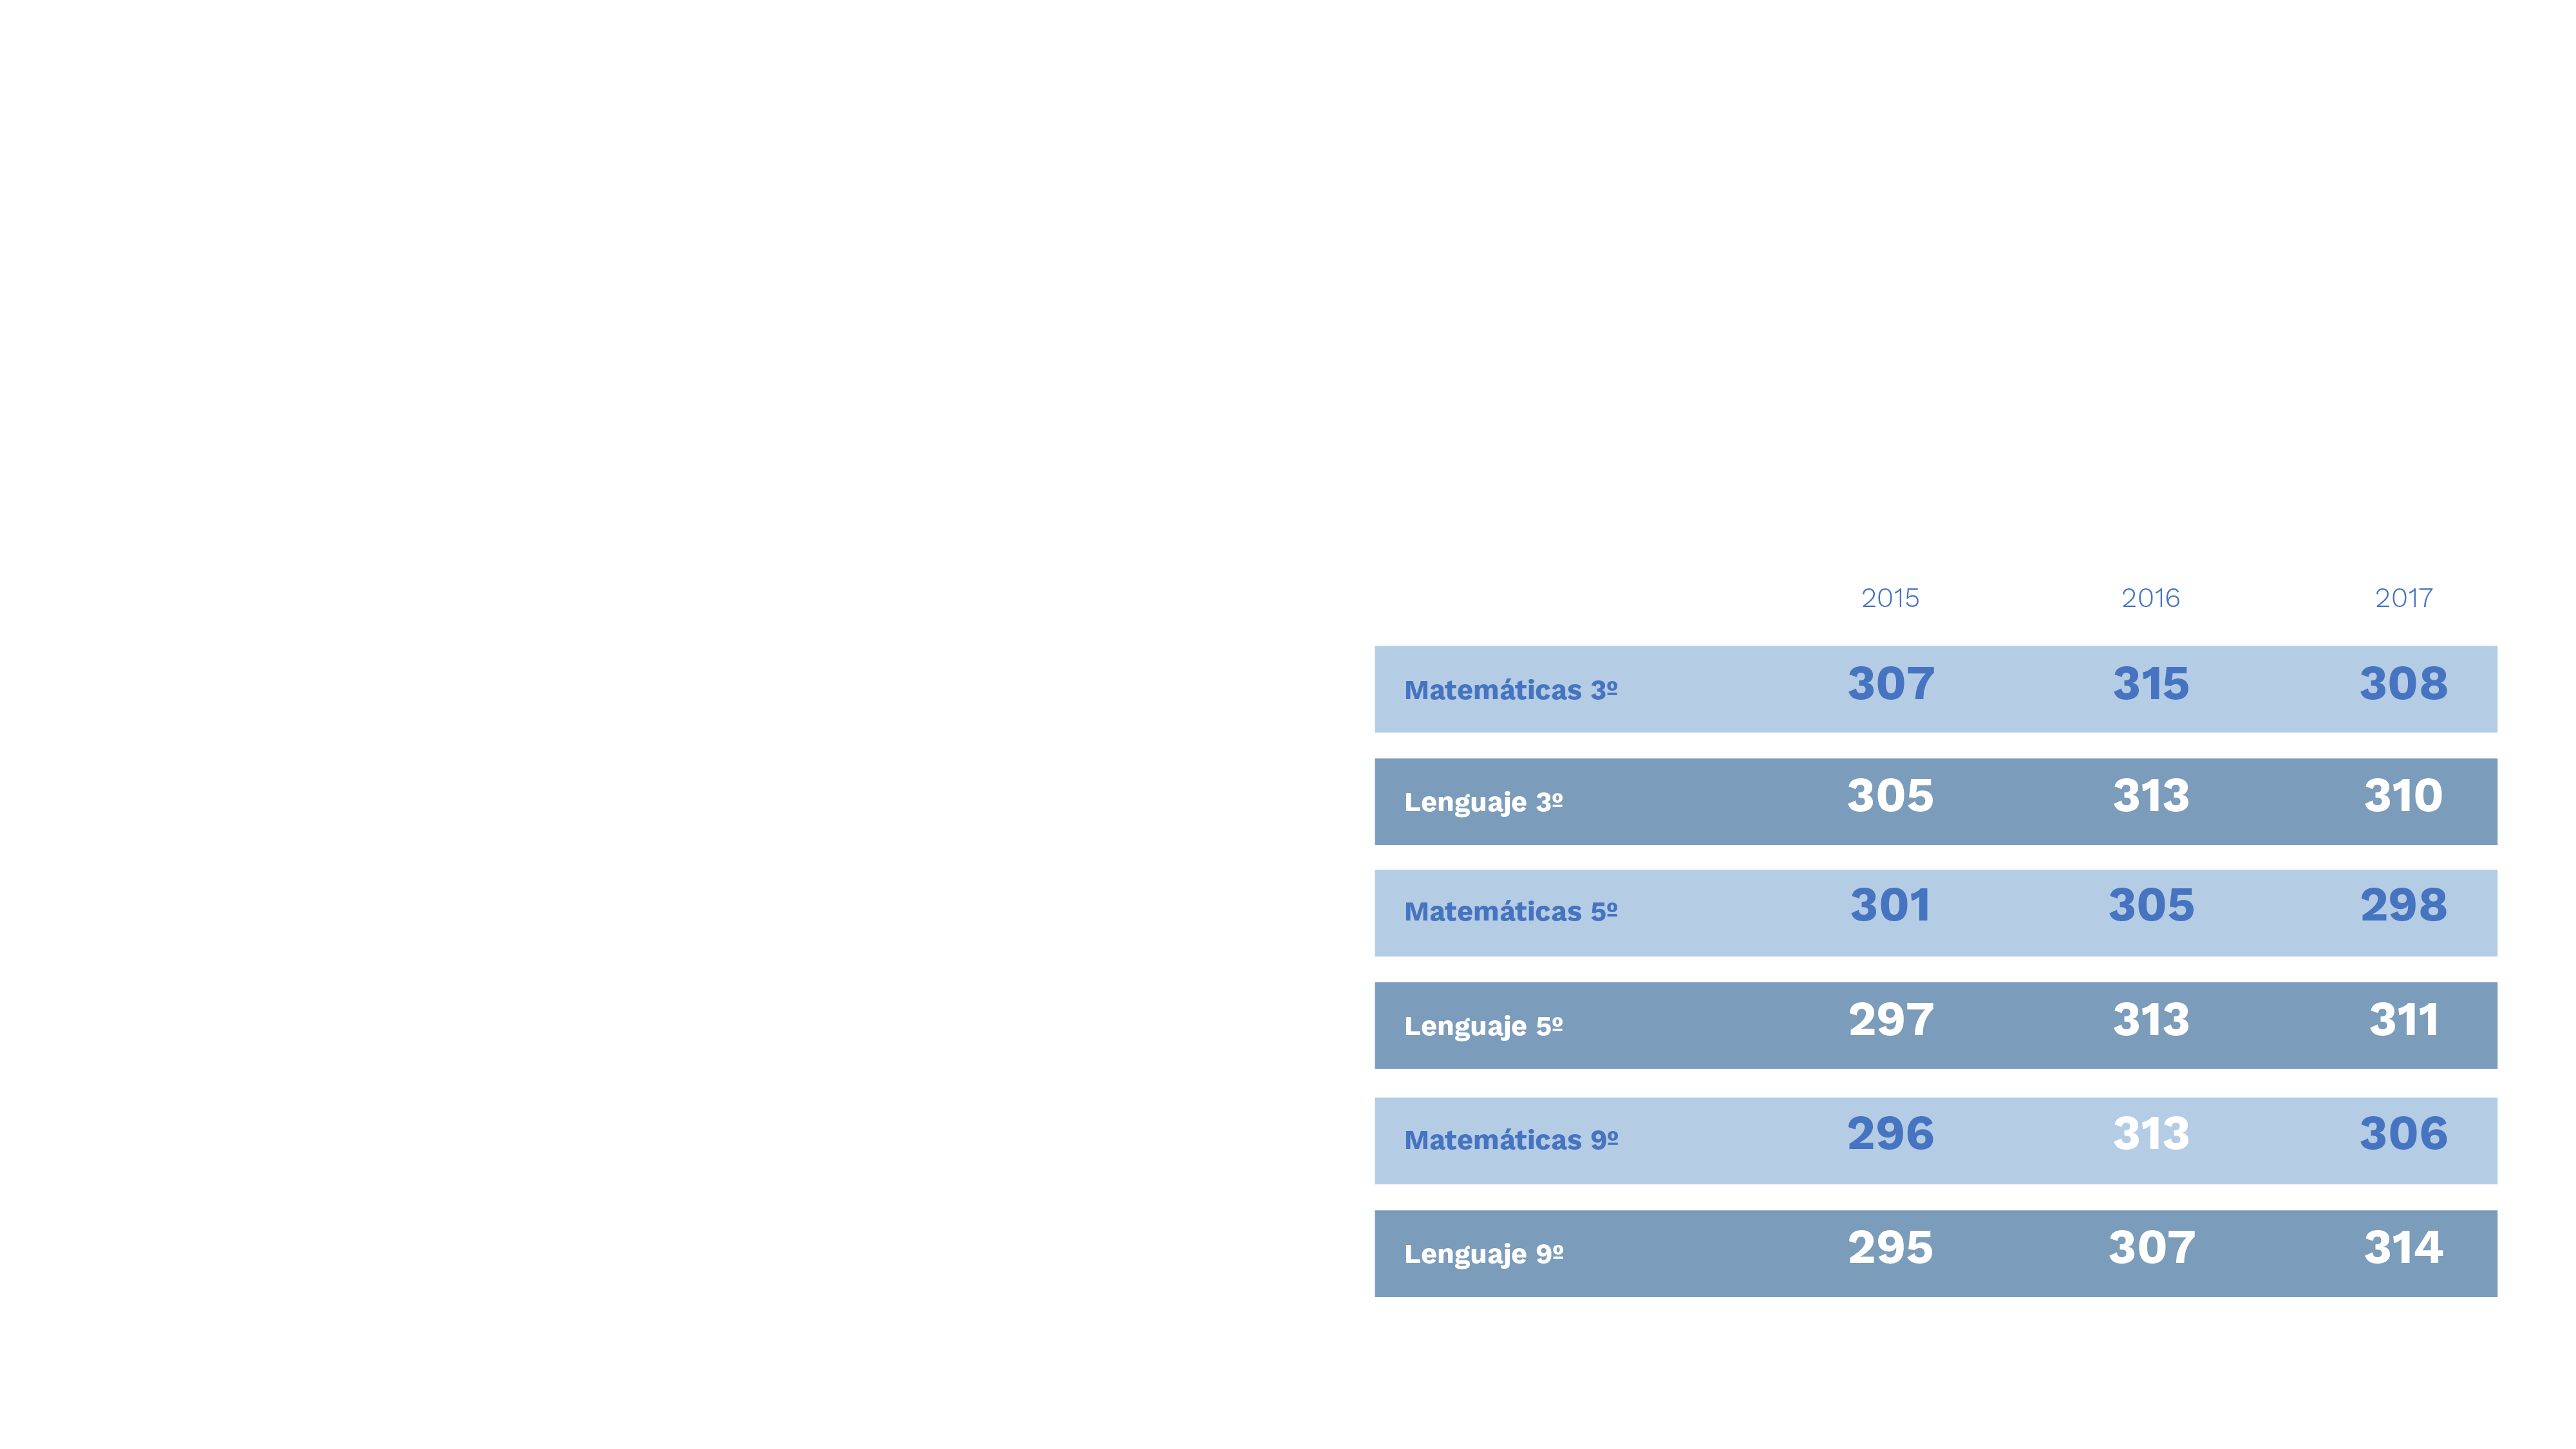 2015 2016 2017
Matemáticas 3º 307 315 308
Lenguaje 3º 305 313 310
Matemáticas 5º 301 305 298
Lenguaje 5º 297 313 311
Matemáticas 9º 296 313 306
Lenguaje 9º 295 307 314